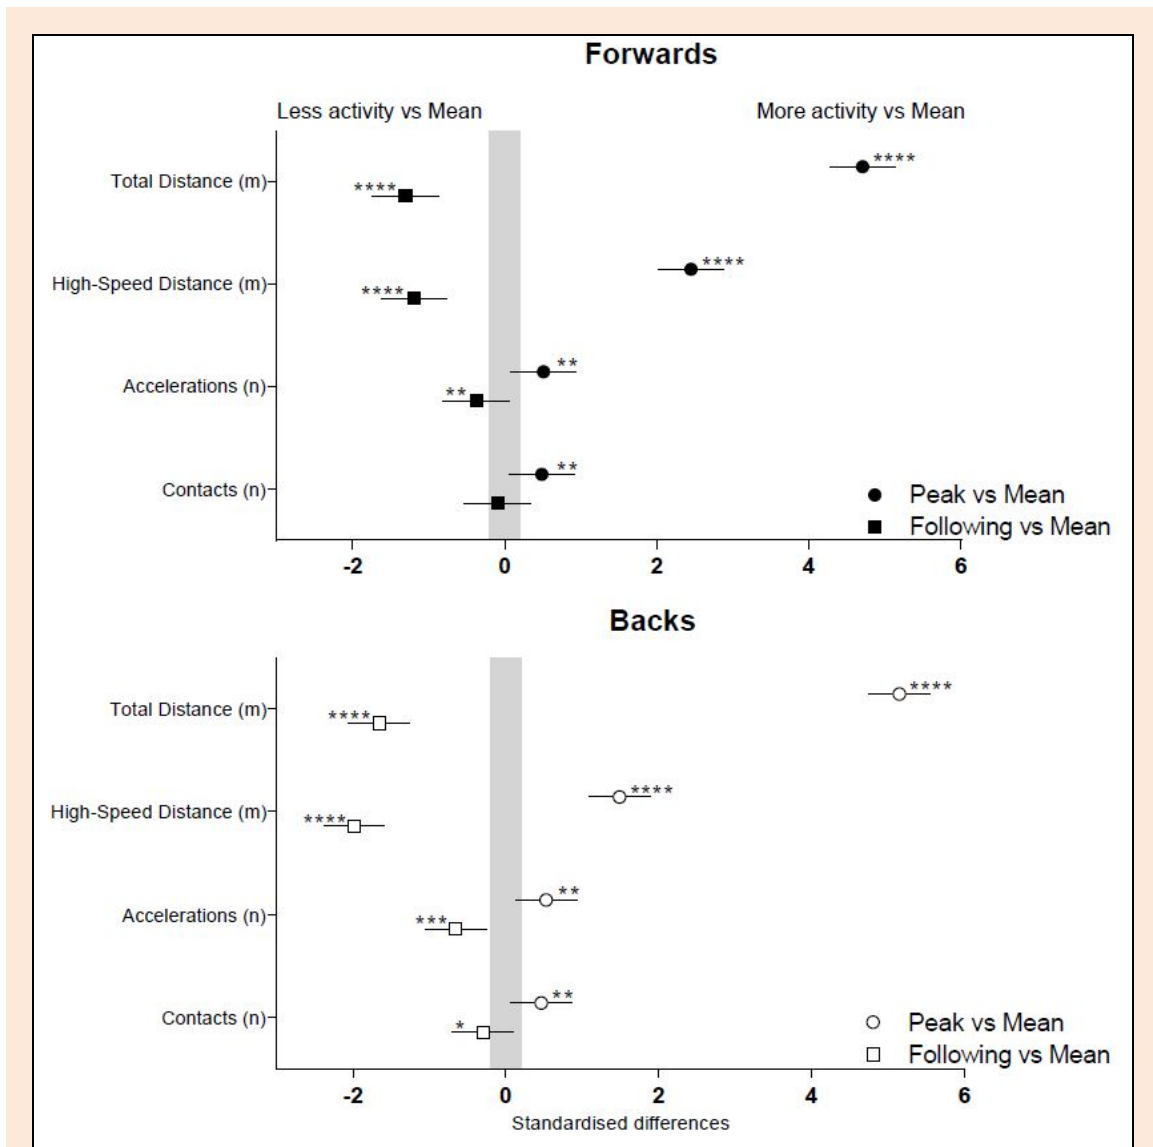 Forwards
Less activity vs Mean More activity vs Mean
Total Distance (m) **** ****
High-Speed Distance (m) **** ****
Accelerations (n) ** **
Contacts (n) **
Peak vs Mean
Following vs Mean
-2 0 2 4 6
Backs
Total Distance (m) **** ****
High-Speed Distance (m) **** ****
Accelerations (n) *** **
Contacts (n) * **
Peak vs Mean
Following vs Mean
-2 0 2 4 6
Standardised differences